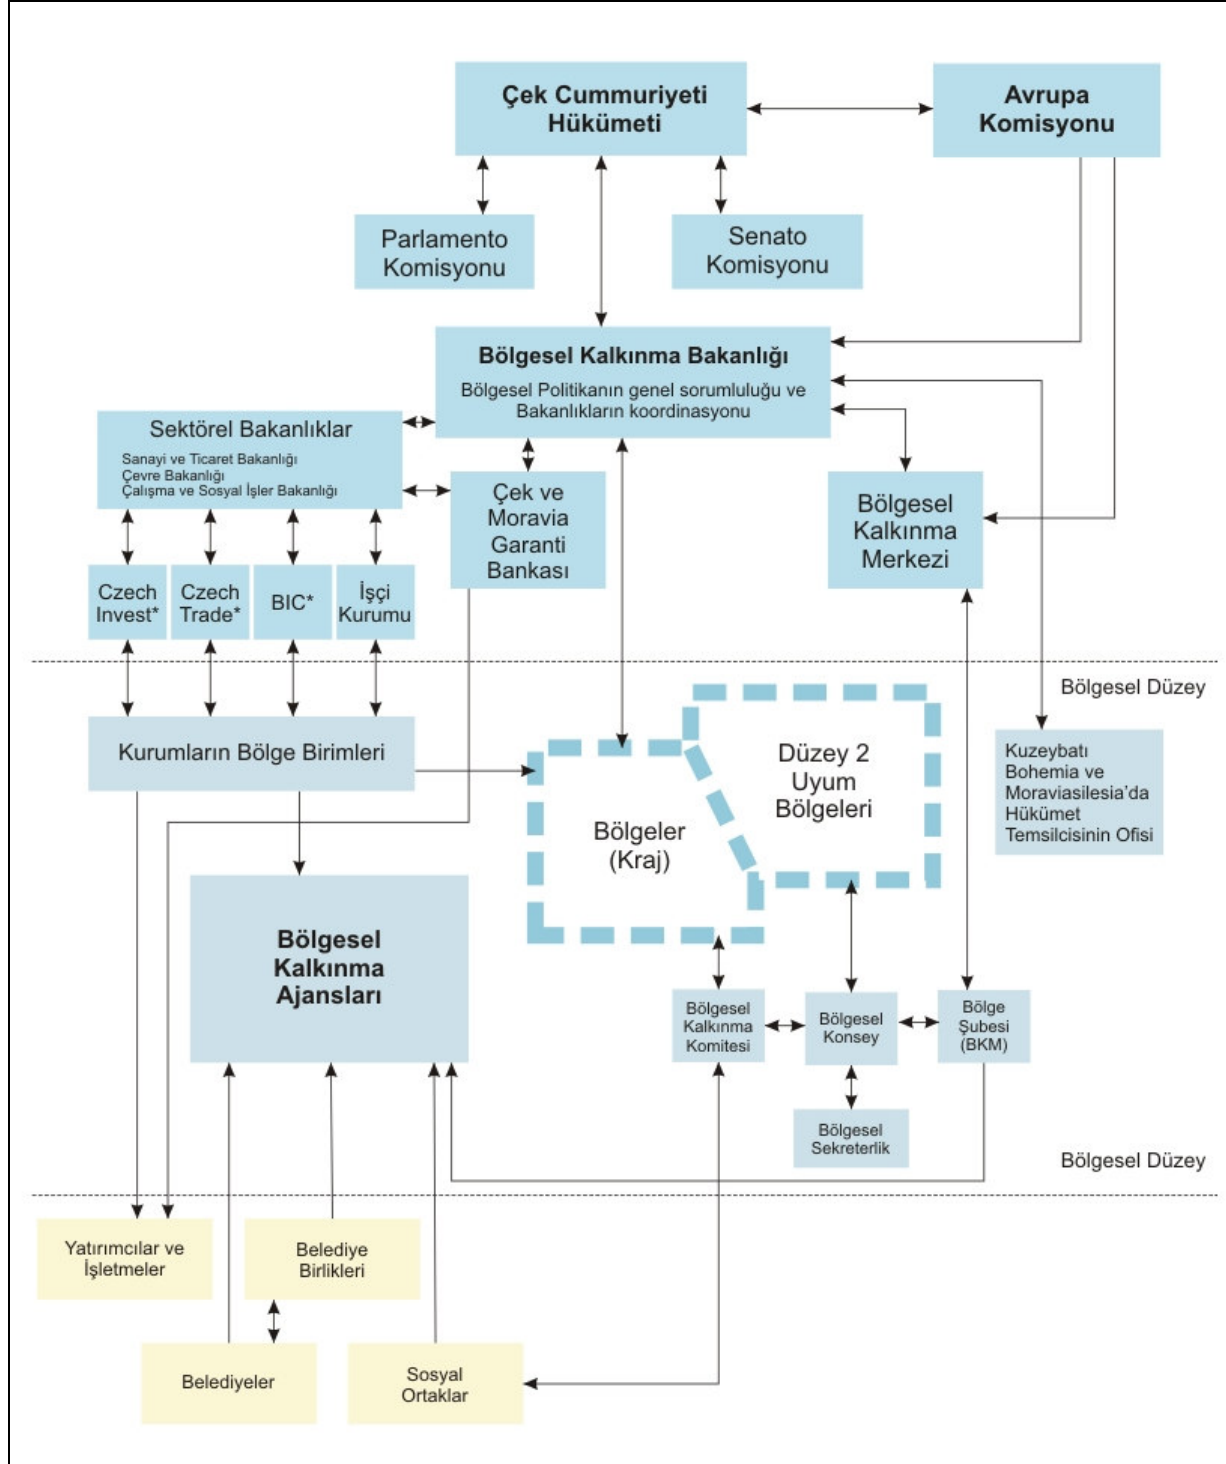 Çek Cummuriyeti
Hükümeti
Avrupa
Komisyonu
Parlamento
Komisyonu
Senato
Komisyonu
Bölgesel Kalkınma Bakanlığı
Bölgesel Politikanın genel sorumluluğu ve
Bakanlıkların koordinasyonu
Sektörel Bakanlıklar
Sanayi ve Ticaret Bakanlığı
Çevre Bakanlığı
Çalışma ve Sosyal İşler Bakanlığı
Çek ve
Moravia
Garanti
Bankası
Bölgesel
Kalkınma
Merkezi
Czech
Invest*
Czech
Trade*
BIC*
İşçi
Kurumu
Bölgesel Düzey
Kurumların Bölge Birimleri
Düzey 2
Uyum
Bölgeleri
Kuzeybatı
Bohemia ve
Moraviasilesia’da
Hükümet
Temsilcisinin Ofisi
Bölgeler
(Kraj)
Bölgesel
Kalkınma
Ajansları
Bölgesel
Kalkınma
Komitesi
Bölgesel
Konsey
Bölge
Şubesi
(BKM)
Bölgesel
Sekreterlik
Bölgesel Düzey
Yatırımcılar ve
İşletmeler
Belediye
Birlikleri
Belediyeler
Sosyal
Ortaklar